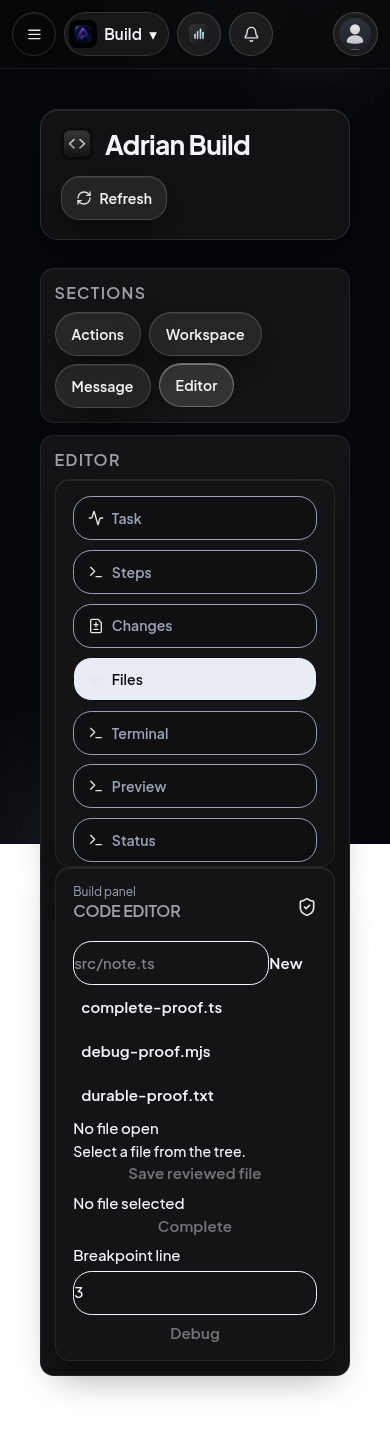 Build ▾
Adrian Build
Refresh
SECTIONS
Actions
Workspace
Message
Editor
EDITOR
Task
Steps
Changes
Files
Terminal
Preview
Status
Build panel
CODE EDITOR
src/note.ts
New
complete-proof.ts
debug-proof.mjs
durable-proof.txt
No file open
Select a file from the tree.
Save reviewed file
No file selected
Complete
Breakpoint line
3
Debug